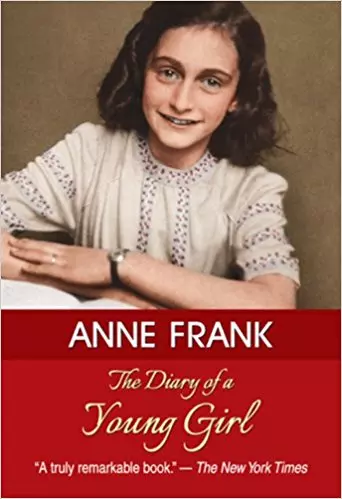 ANNE FRANK
The Diary of a
Young Girl
“A truly remarkable book.” — The New York Times